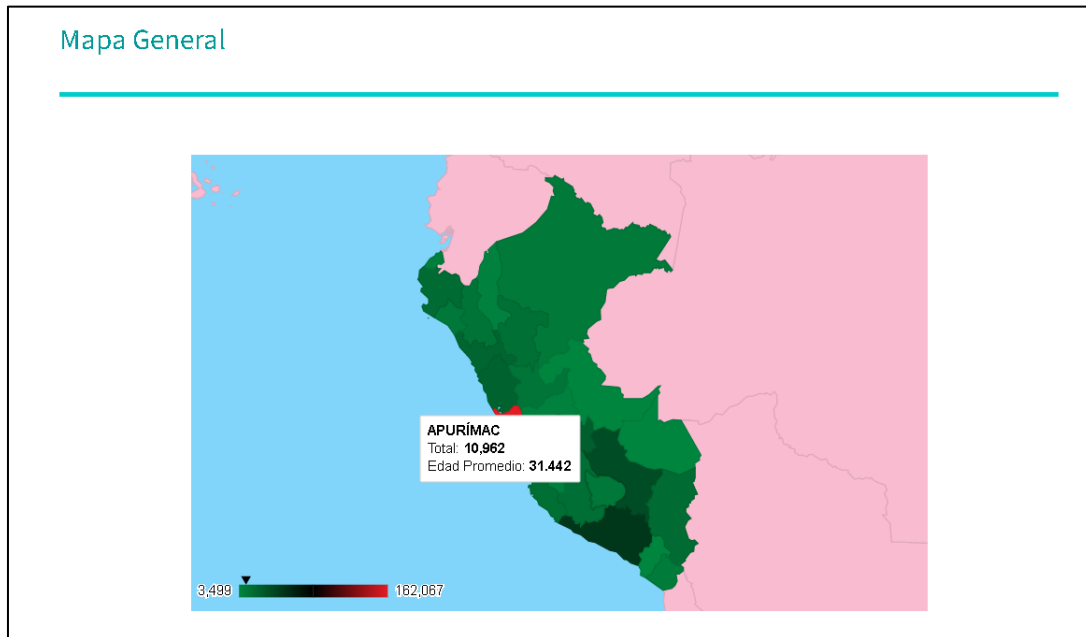 Mapa General
APURÍMAC
Total: 10,962
Edad Promedio: 31.442
3,499
162,067